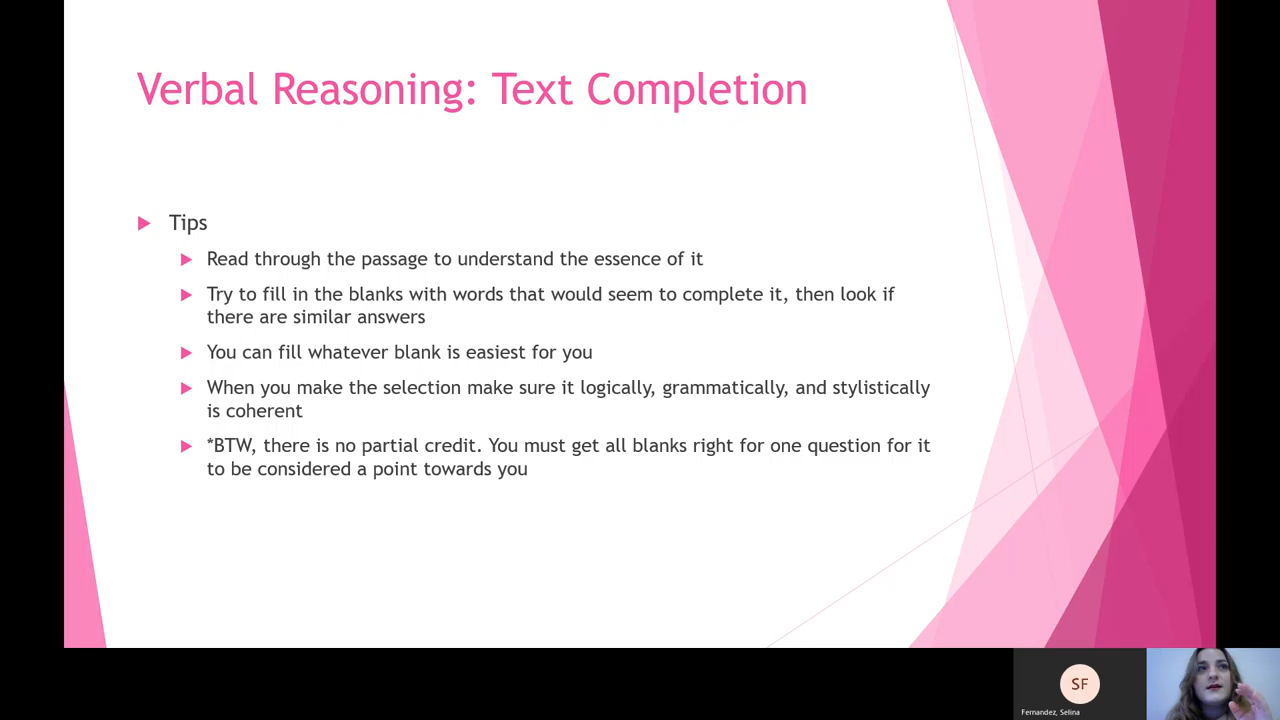 Verbal Reasoning: Text Completion
Tips
Read through the passage to understand the essence of it
Try to fill in the blanks with words that would seem to complete it, then look if
there are similar answers
You can fill whatever blank is easiest for you
When you make the selection make sure it logically, grammatically, and stylistically
is coherent
*BTW, there is no partial credit. You must get all blanks right for one question for it
to be considered a point towards you
SF
Fernandez, Selina